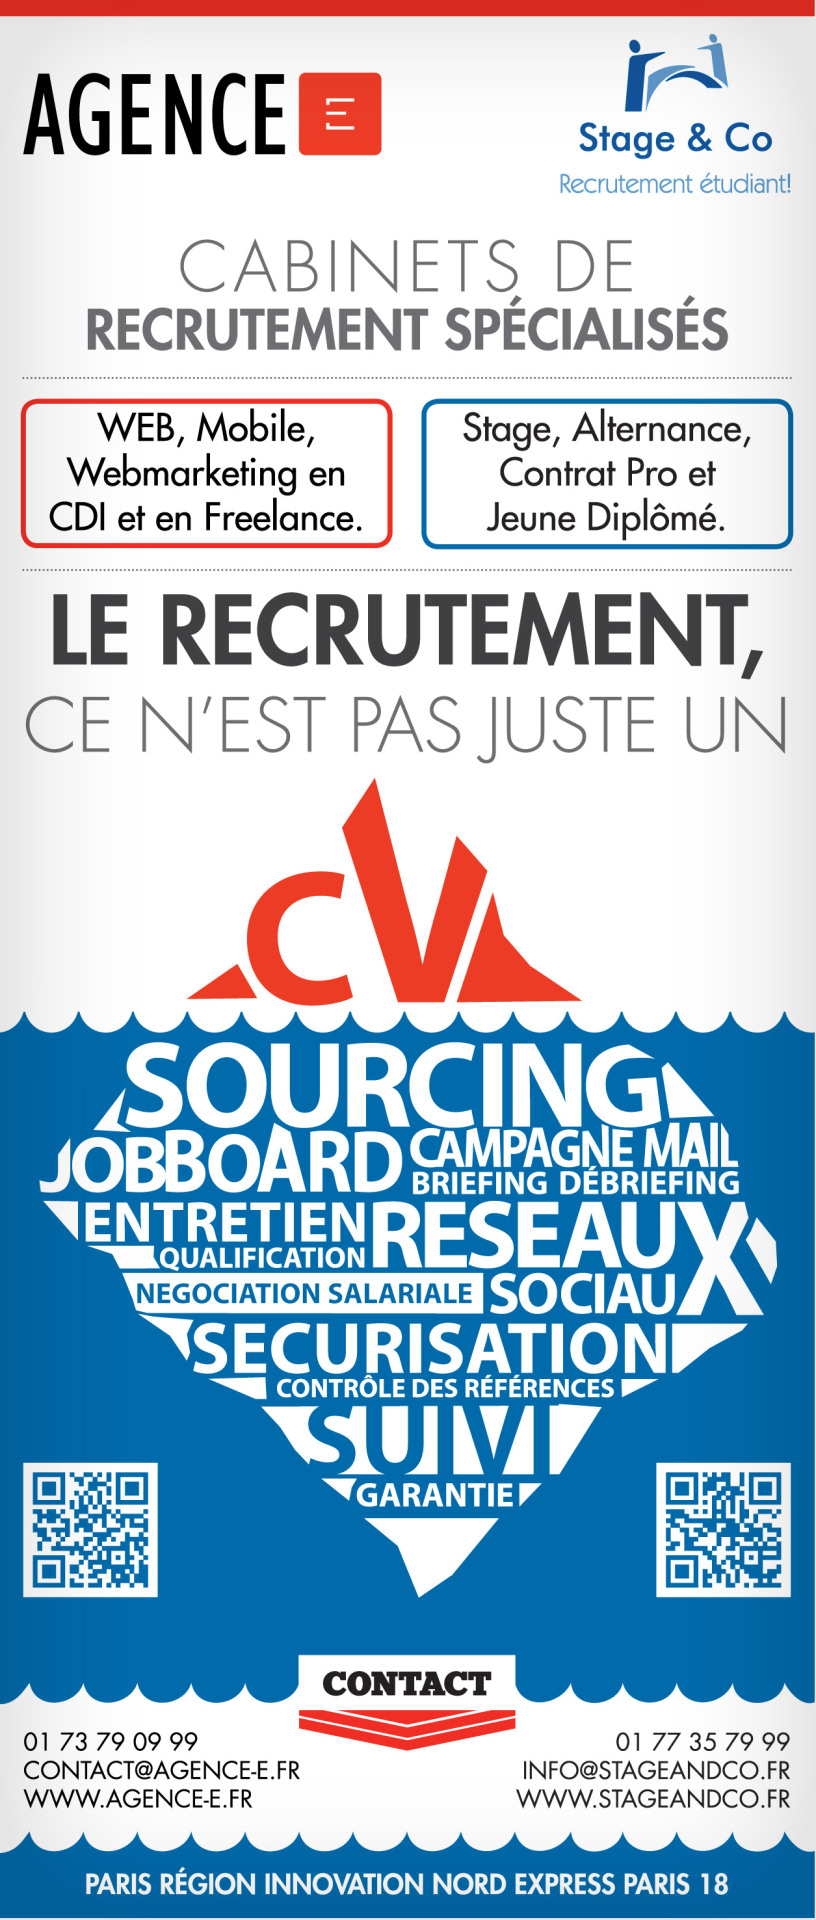 AGENCE E
Stage & Co
Recrutement étudiant!
CABINETS DE
RECRUTEMENT SPÉCIALISÉS
WEB, Mobile,
Webmarketing en
CDI et en Freelance.
Stage, Alternance,
Contrat Pro et
Jeune Diplômé.
LE RECRUTEMENT,
CE N'EST PAS JUSTE UN
CV
SOURCING
JOBBOARD
CAMPAGNE MAIL
BRIEFING DÉBRIEFING
ENTRETIEN
QUALIFICATION
RESEAUX
NEGOCIATION SALARIALE
SOCIAUX
SECURISATION
CONTRÔLE DES RÉFÉRENCES
SUIVI
GARANTIE
CONTACT
01 73 79 09 99
CONTACT@AGENCE-E.FR
WWW.AGENCE-E.FR
01 77 35 79 99
INFO@STAGEANDCO.FR
WWW.STAGEANDCO.FR
PARIS RÉGION INNOVATION NORD EXPRESS PARIS 18